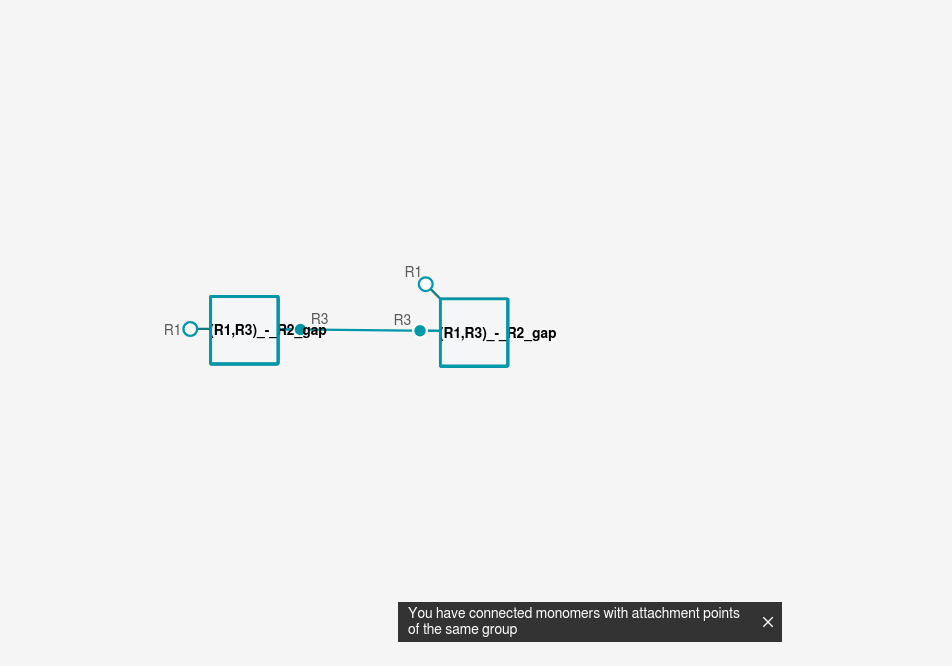 R1
R3
R3
R1
(R1,R3)_-_R2_gap
(R1,R3)_-_R2_gap
You have connected monomers with attachment points
of the same group